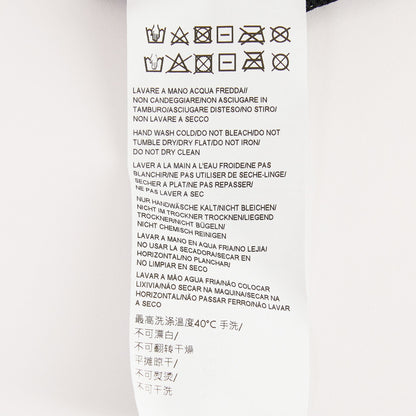 LAVARE A MANO ACQUA FREDDA//
NON CANDEGGIARE//NON ASCIUGARE IN
TAMBURO/ASCIUGARE DISTESO/NO STIRO/
NON LAVARE A SECCO
HAND WASH COLD/DO NOT BLEACH/DO NOT
TUMBLE DRY/DRY FLAT/DO NOT IRON/
DO NOT DRY CLEAN
LAVER A LA MAIN A L'EAU FROIDE/NE PAS
BLANCHIR/NE PAS UTILISER DE SÈCHE-LINGE/
SECHER A PLAT/NE PAS REPASSER/
NE PAS LAVER A SEC
NUR HANDWÄSCHE KALT/NICHT BLEICHEN/
NICHT IM TROCKNER TROCKNEN/LIEGEND
TROCKNER/NICHT BÜGELN/
NICHT CHEMISCH REINIGEN
LAVAR A MANO EN AQUA FRIA/NO LEJIA/
NO USAR LA SECADORA/SECAR EN
HORIZONTAL/NO PLANCHAR/
NO LIMPIAR EN SECO
LAVAR A MÃO AGUA FRIA/NÃO COLOCAR
LIXIVIA/NÃO SECAR NA MAQUINA/SECAR NA
HORIZONTAL/NÃO PASSAR FERRO/NÃO LAVAR
A SECO
最高洗涤温度40°C 手洗/
不可漂白/
不可翻转干燥
平摊晾干/
不可熨烫/
不可干洗